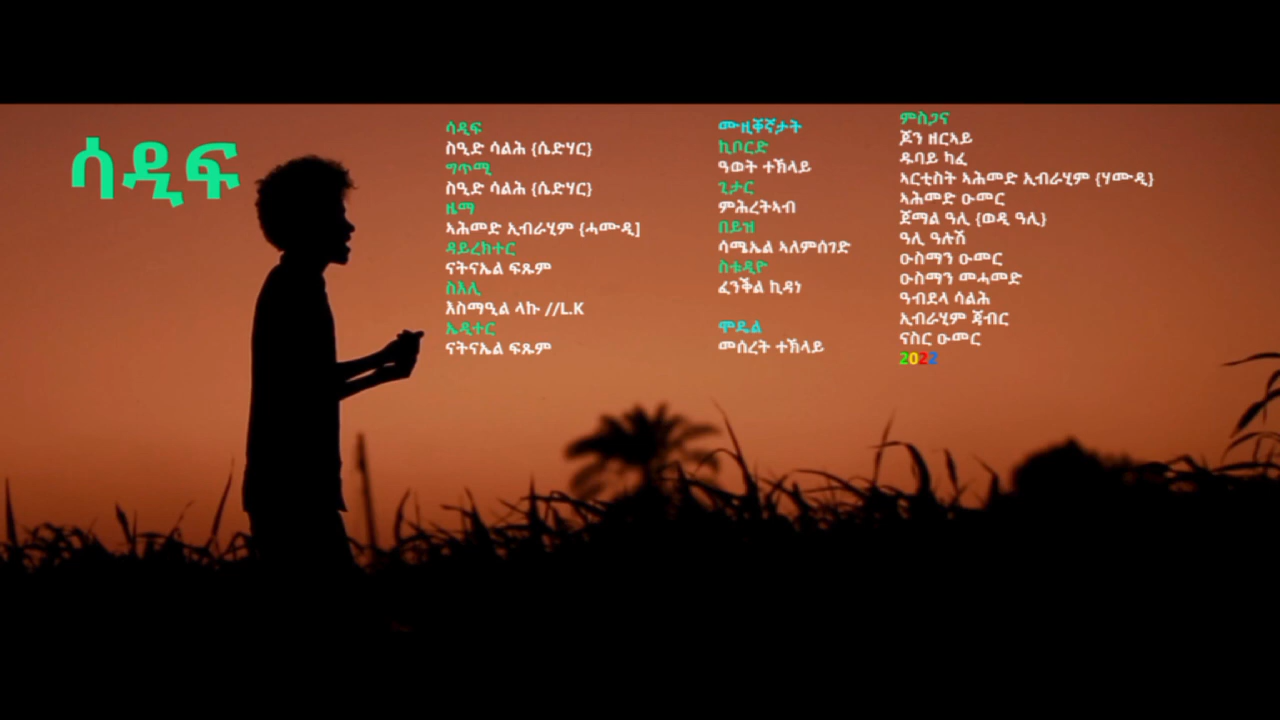 ሳዲፍ
ሳዲፍ
ስዒድ ሳልሕ {ሴድሃር}
ግጥሚ
ስዒድ ሳልሕ {ሴድሃር}
ዜማ
ኣሕመድ ኢብራሂም {ሓሙዲ]
ዳይረክተር
ናትናኤል ፍጹም
ስእሊ
እስማዒል ላኩ //L.K
ኤዲተር
ናትናኤል ፍጹም
ሙዚቐኛታት
ኪቦርድ
ዓወት ተኽላይ
ጊታር
ምሕረትኣብ
በይዝ
ሳሜኤል ኣለምሰገድ
ስቱዲዮ
ፈንቕል ኪዳነ
ሞዴል
መሰረት ተኽላይ
ምስጋና
ጆን ዘርኣይ
ዱባይ ካፈ
ኣርቲስት ኣሕመድ ኢብራሂም {ሃሙዲ}
ኣሕመድ ዑመር
ጀማል ዓሊ {ወዲ ዓሊ}
ዓሊ ዓሉሽ
ዑስማን ዑመር
ዑስማን መሓመድ
ዓብደላ ሳልሕ
ኢብራሂም ጃብር
ናስር ዑመር
2022